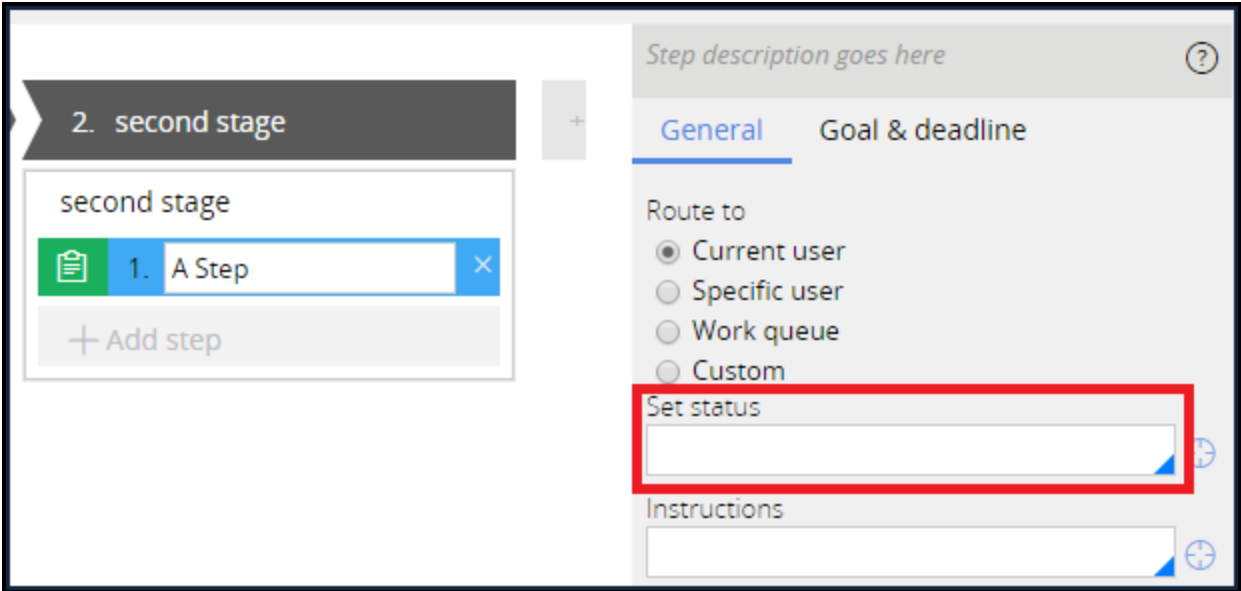 Step description goes here
?
2. second stage
+
General
Goal & deadline
second stage
1. A Step
×
+ Add step
Route to
Current user
Specific user
Work queue
Custom
Set status
Instructions